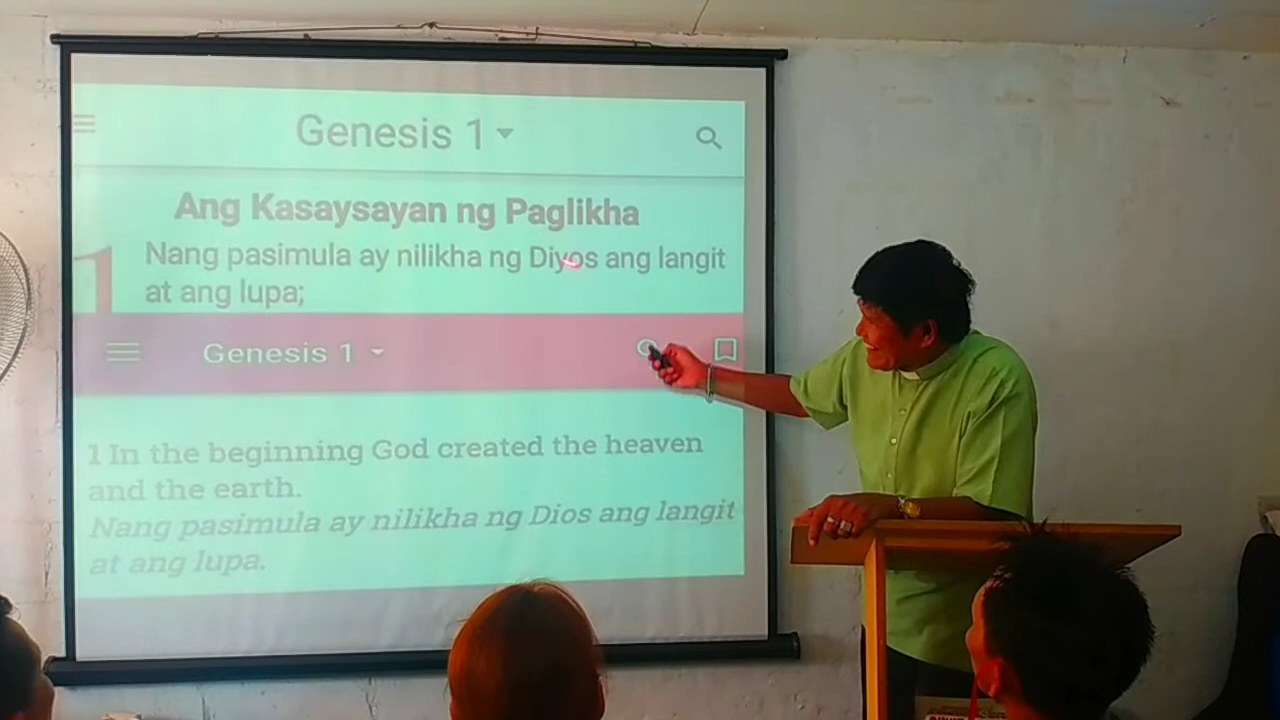 Genesis 1
Ang Kasaysayan ng Paglikha
1 Nang pasimula ay nilikha ng Diyos ang langit
at ang lupa;
Genesis 1
1 In the beginning God created the heaven
and the earth.
Nang pasimula ay nilikha ng Dios ang langit
at ang lupa.